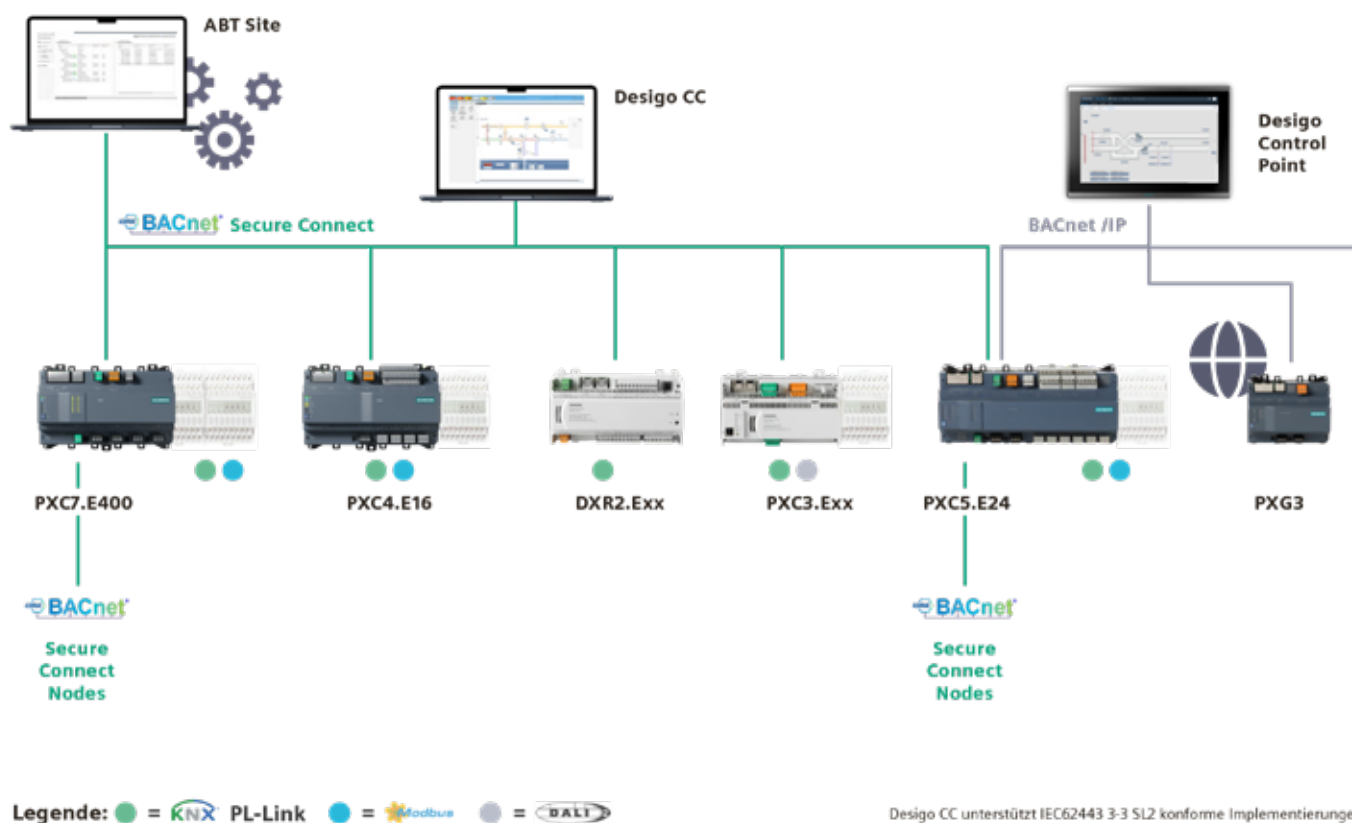 ABT Site
Desigo CC
Desigo
Control
Point
BACnet Secure Connect
BACnet /IP
PXC7.E400
PXC4.E16
DXR2.Exx
PXC3.Exx
PXC5.E24
PXG3
BACnet
Secure
Connect
Nodes
BACnet
Secure
Connect
Nodes
Legende: = KNX PL-Link = Modbus = DALI
Desigo CC unterstützt IEC62443 3-3 SL2 konforme Implementierunge